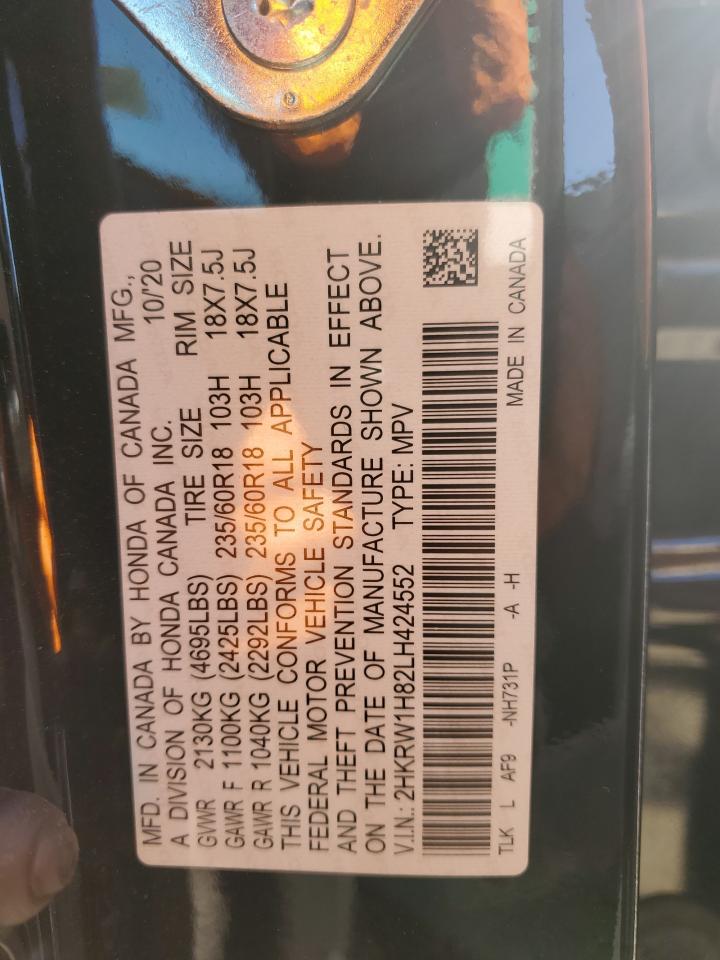 MFD. IN CANADA BY HONDA OF CANADA MFG.,
A DIVISION OF HONDA CANADA INC. 10/'20
GVWR 2130KG (4695LBS) TIRE SIZE RIM SIZE
GAWR F 1100KG (2425LBS) 235/60R18 103H 18X7.5J
GAWR R 1040KG (2292LBS) 235/60R18 103H 18X7.5J
THIS VEHICLE CONFORMS TO ALL APPLICABLE
FEDERAL MOTOR VEHICLE SAFETY
AND THEFT PREVENTION STANDARDS IN EFFECT
ON THE DATE OF MANUFACTURE SHOWN ABOVE.
V.I.N.: 2HKRW1H82LH424552 TYPE: MPV
TLK L AF9 -NH731P -A -H MADE IN CANADA